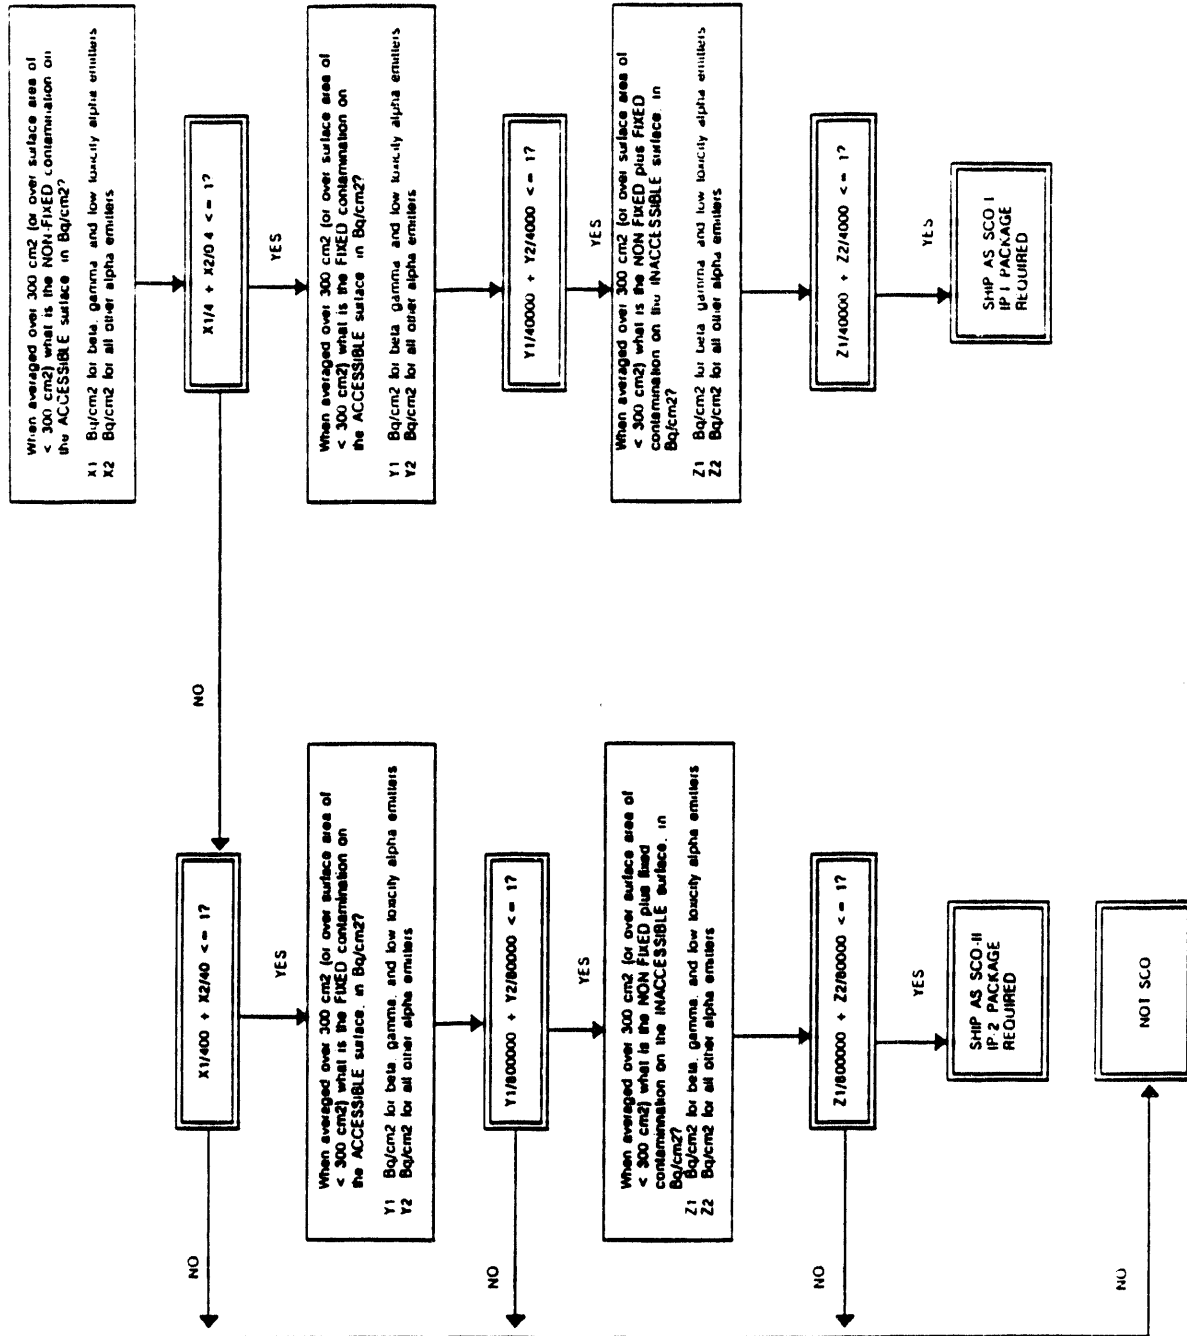 When averaged over 300 cm2 (or over surface area of
< 300 cm2) what is the NON-FIXED contamination on
the ACCESSIBLE surface in Bq/cm2?
X1 Bq/cm2 for beta, gamma and low toxicity alpha emitters
X2 Bq/cm2 for all other alpha emitters
X1/4 + X2/0 4 <= 1?
YES
When averaged over 300 cm2 (or over surface area of
< 300 cm2) what is the FIXED contamination on
the ACCESSIBLE surface in Bq/cm2?
Y1 Bq/cm2 for beta, gamma and low toxicity alpha emitters
Y2 Bq/cm2 for all other alpha emitters
Y1/40000 + Y2/4000 <= 1?
YES
When averaged over 300 cm2 (or over surface area of
< 300 cm2) what is the NON FIXED plus FIXED
contamination on the INACCESSIBLE surface. in
Bq/cm2?
Z1 Bq/cm2 for beta, gamma and low toxicity alpha emitters
Z2 Bq/cm2 for all other alpha emitters
Z1/40000 + Z2/4000 <= 1?
YES
SHIP AS SCO I
IP 1 PACKAGE
REQUIRED
NO
X1/400 + X2/40 <= 1?
YES
When averaged over 300 cm2 (or over surface area of
< 300 cm2) what is the FIXED contamination on
the ACCESSIBLE surface. in Bq/cm2?
Y1 Bq/cm2 for beta, gamma, and low toxicity alpha emitters
Y2 Bq/cm2 for all other alpha emitters
Y1/800000 + Y2/80000 <= 1?
YES
When averaged over 300 cm2 (or over surface area of
< 300 cm2) what is the NON FIXED plus fixed
contaminnation on the INACCESSIBLE surface. in
Bq/cm2?
Z1 Bq/cm2 for beta, gamma, and low toxicity alpha emitters
Z2 Bq/cm2 for all other alpha emitters
Z1/800000 + Z2/80000 <= 1?
YES
SHIP AS SCO-II
IP-2 PACKAGE
REQUIRED
NOT SCO
NO
NO
NO
NO